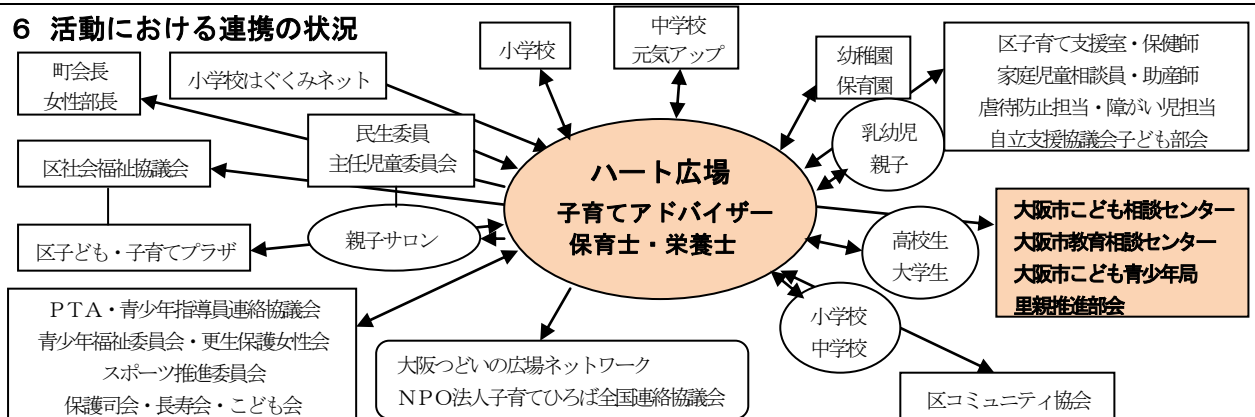 ６ 活動における連携の状況
町会長
女性部長
小学校はぐくみネット
小学校
中学校
元気アップ
幼稚園
保育園
区子育て支援室・保健師
家庭児童相談員・助産師
虐待防止担当・障がい児担当
自立支援協議会子ども部会
民生委員
主任児童委員会
乳幼児
親子
区社会福祉協議会
ハート広場
子育てアドバイザー
保育士・栄養士
大阪市こども相談センター
大阪市教育相談センター
大阪市こども青少年局
里親推進部会
区子ども・子育てプラザ
親子サロン
高校生
大学生
ＰＴＡ・青少年指導員連絡協議会
青少年福祉委員会・更生保護女性会
スポーツ推進委員会
保護司会・長寿会・こども会
大阪つどいの広場ネットワーク
ＮＰＯ法人子育てひろば全国連絡協議会
小学校
中学校
区コミュニティ協会